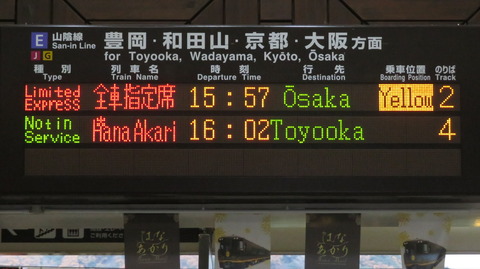 E 山陰線 豊岡・和田山・京都・大阪 方面
San-in Line
J G for Toyooka, Wadayama, Kyōto, Ōsaka
種別 列車名 時刻 行先 乗車位置 のりば
Type Train Name Departure Time Destination Boarding Position Track
Limited Express 全車指定席 15:57 Ōsaka Yellow 2
Not in Service HanaAkari 16:02 Toyooka 4
はなあかり
はなあかり